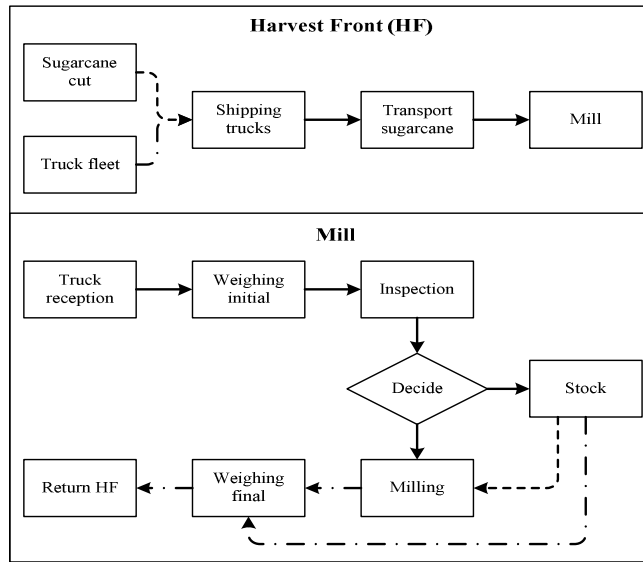 Harvest Front (HF)
Sugarcane
cut
Truck fleet
Shipping
trucks
Transport
sugarcane
Mill
Mill
Truck
reception
Weighing
initial
Inspection
Decide
Stock
Return HF
Weighing
final
Milling